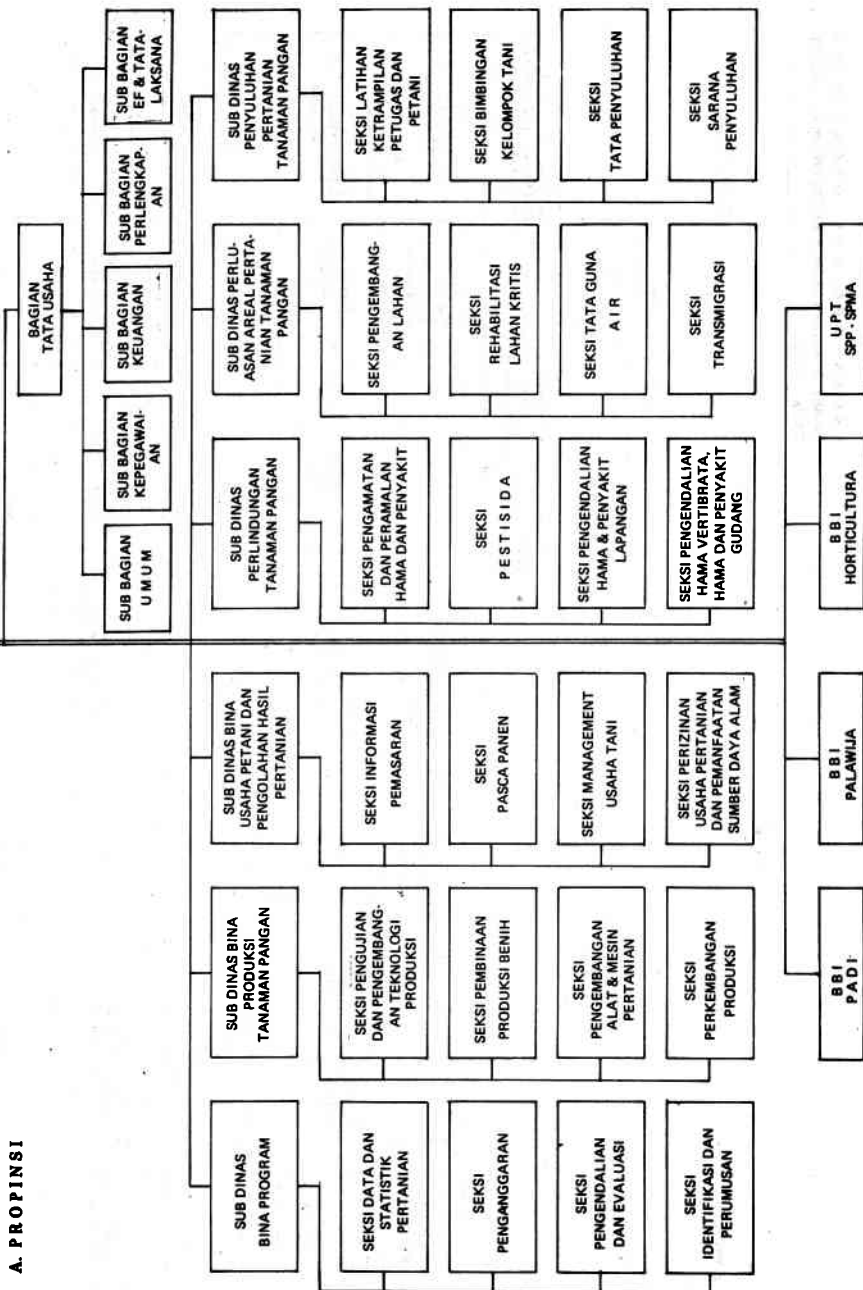 A. PROPINSI
BAGIAN
TATA USAHA
SUB BAGIAN
U M U M
SUB BAGIAN
KEPEGAWAI-
AN
SUB BAGIAN
KEUANGAN
SUB BAGIAN
PERLENGKAP-
AN
SUB BAGIAN
EF & TATA-
LAKSANA
SUB DINAS
BINA PROGRAM
SUB DINAS BINA
PRODUKSI
TANAMAN PANGAN
SUB DINAS BINA
USAHA PETANI DAN
PENGOLAHAN HASIL
PERTANIAN
SUB DINAS
PERLINDUNGAN
TANAMAN PANGAN
SUB DINAS PERLU-
ASAN AREAL PERTA-
NIAN TANAMAN
PANGAN
SUB DINAS
PENYULUHAN
PERTANIAN
TANAMAN PANGAN
SEKSI DATA DAN
STATISTIK
PERTANIAN
SEKSI PENGUJIAN
DAN PENGEMBANG-
AN TEKNOLOGI
PRODUKSI
SEKSI INFORMASI
PEMASARAN
SEKSI PENGAMATAN
DAN PERAMALAN
HAMA DAN PENYAKIT
SEKSI PENGEMBANG-
AN LAHAN
SEKSI LATIHAN
KETRAMPILAN
PETUGAS DAN
PETANI
SEKSI
PENGANGGARAN
SEKSI PEMBINAAN
PRODUKSI BENIH
SEKSI
PASCA PANEN
SEKSI
P E S T I S I D A
SEKSI
REHABILITASI
LAHAN KRITIS
SEKSI BIMBINGAN
KELOMPOK TANI
SEKSI
PENGENDALIAN
DAN EVALUASI
SEKSI
PENGEMBANGAN
ALAT & MESIN
PERTANIAN
SEKSI MANAGEMENT
USAHA TANI
SEKSI PENGENDALIAN
HAMA & PENYAKIT
LAPANGAN
SEKSI TATA GUNA
A I R
SEKSI
TATA PENYULUHAN
SEKSI
IDENTIFIKASI DAN
PERUMUSAN
SEKSI
PERKEMBANGAN
PRODUKSI
SEKSI PERIZINAN
USAHA PERTANIAN
DAN PEMANFAATAN
SUMBER DAYA ALAM
SEKSI PENGENDALIAN
HAMA VERTIBRATA,
HAMA DAN PENYAKIT
GUDANG
SEKSI
TRANSMIGRASI
SEKSI
SARANA
PENYULUHAN
B B I
P A D I
B B I
PALAWIJA
B B I
HORTICULTURA
U P T
SPP - SPMA